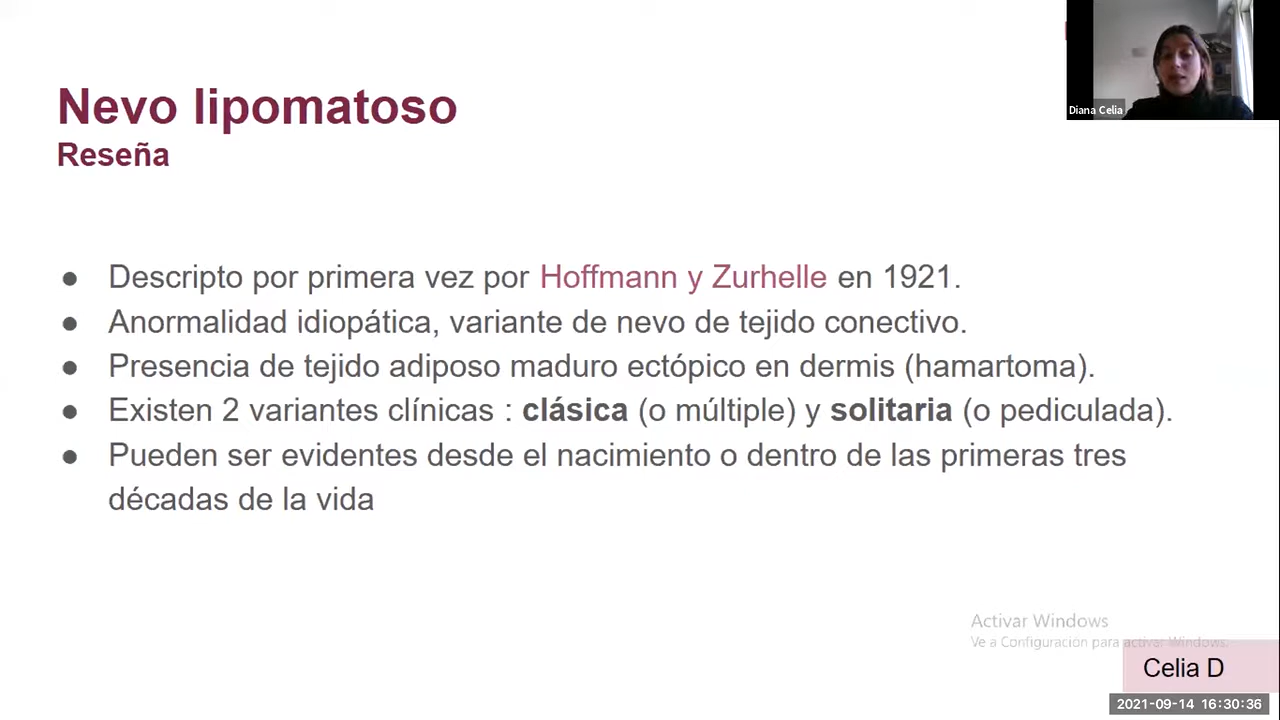 Nevo lipomatoso
Reseña
Diana Celia
● Descripto por primera vez por Hoffmann y Zurhelle en 1921.
● Anormalidad idiopática, variante de nevo de tejido conectivo.
● Presencia de tejido adiposo maduro ectópico en dermis (hamartoma).
● Existen 2 variantes clínicas : clásica (o múltiple) y solitaria (o pediculada).
● Pueden ser evidentes desde el nacimiento o dentro de las primeras tres
décadas de la vida
Activar Windows
Ve a Configuración para activar Windows.
Celia D
2021-09-14 16:30:36